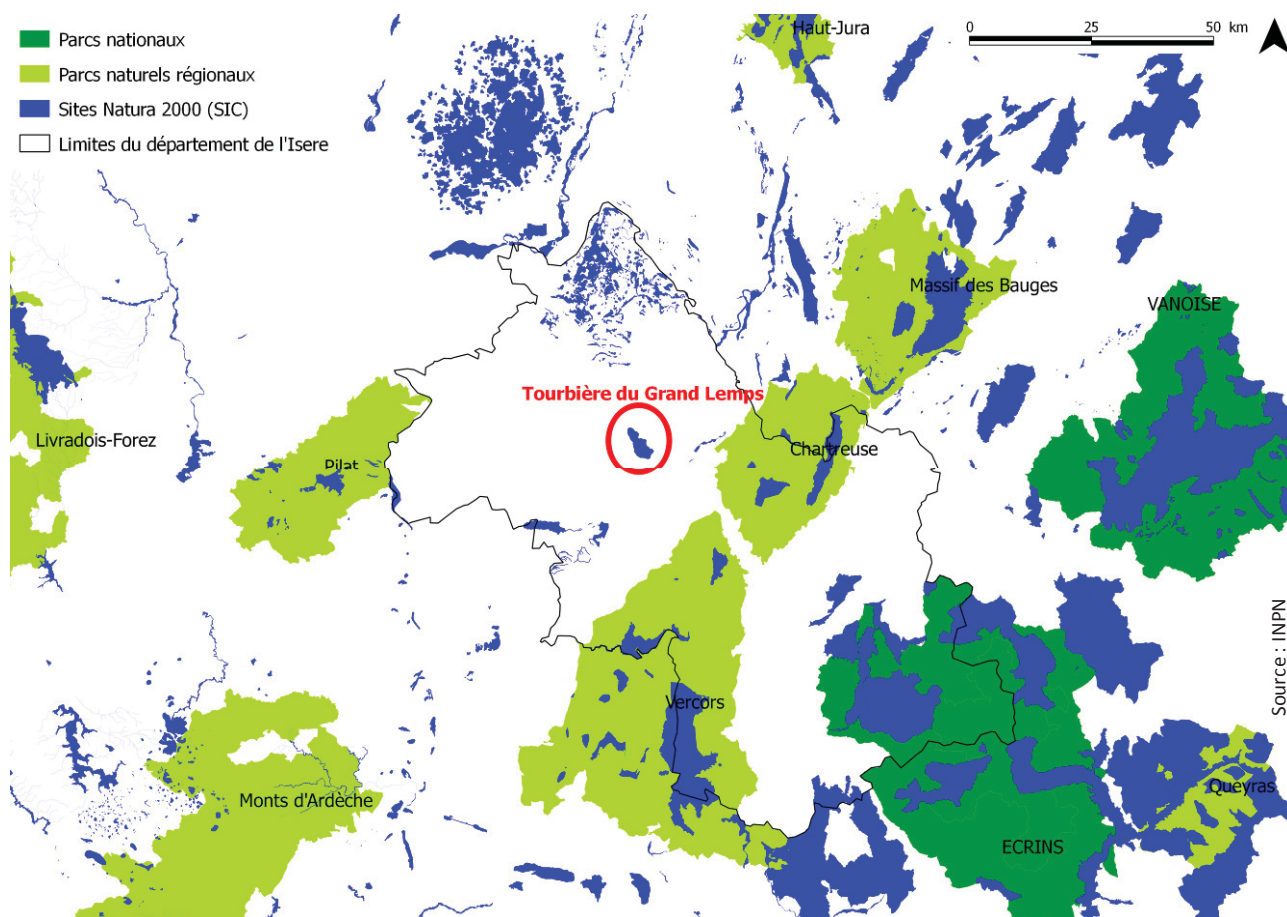 Parcs nationaux
Parcs naturels régionaux
Sites Natura 2000 (SIC)
Limites du département de l'Isere
0 25 50 km
Haut-Jura
Massif des Bauges
VANOISE
Tourbière du Grand Lemps
Livradois-Forez
Pilat
Chartreuse
Vercors
Monts d'Ardèche
Queyras
ECRINS
Source : INPN